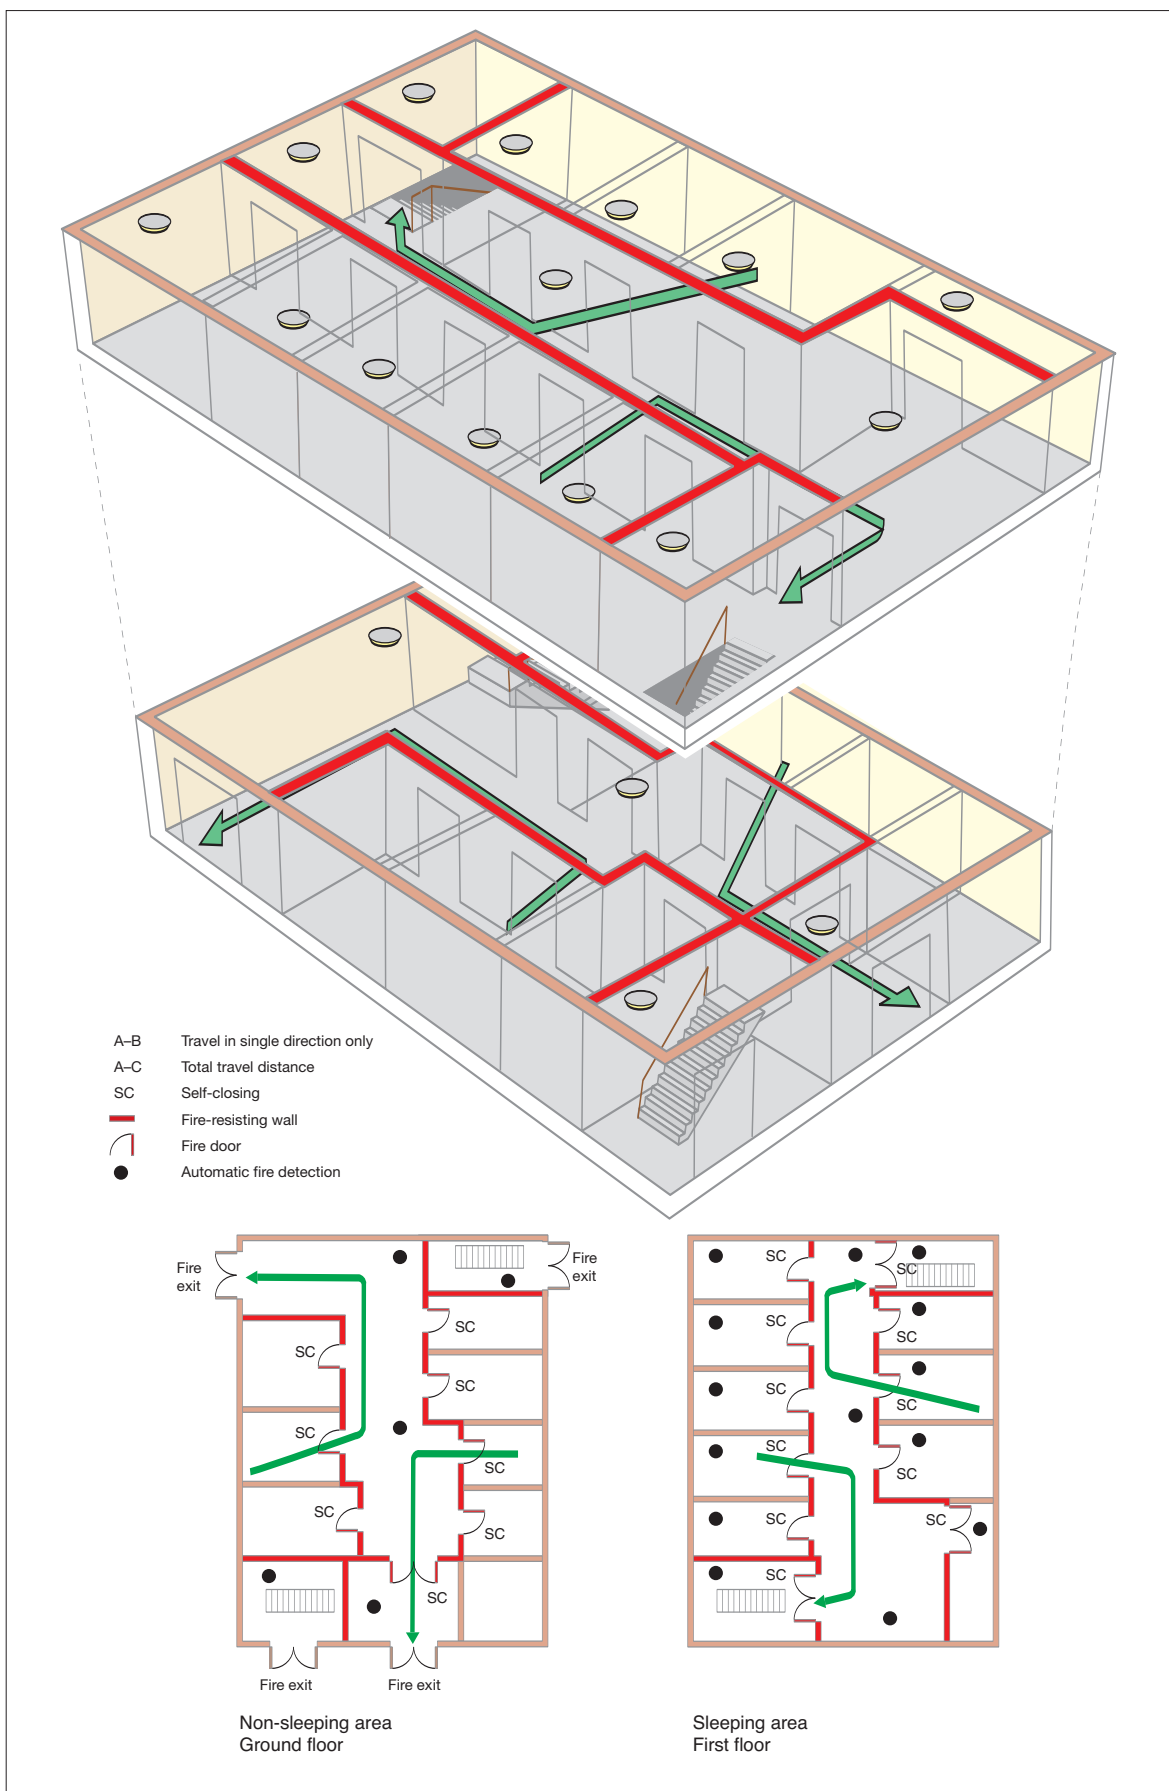 A–B Travel in single direction only
A–C Total travel distance
SC Self-closing
Fire-resisting wall
Fire door
Automatic fire detection
Fire
exit
Fire
exit
SC
SC
SC
SC
SC
SC
SC
SC
Fire exit
Fire exit
Non-sleeping area
Ground floor
SC
SC
SC
SC
SC
SC
SC
SC
SC
SC
SC
Sleeping area
First floor